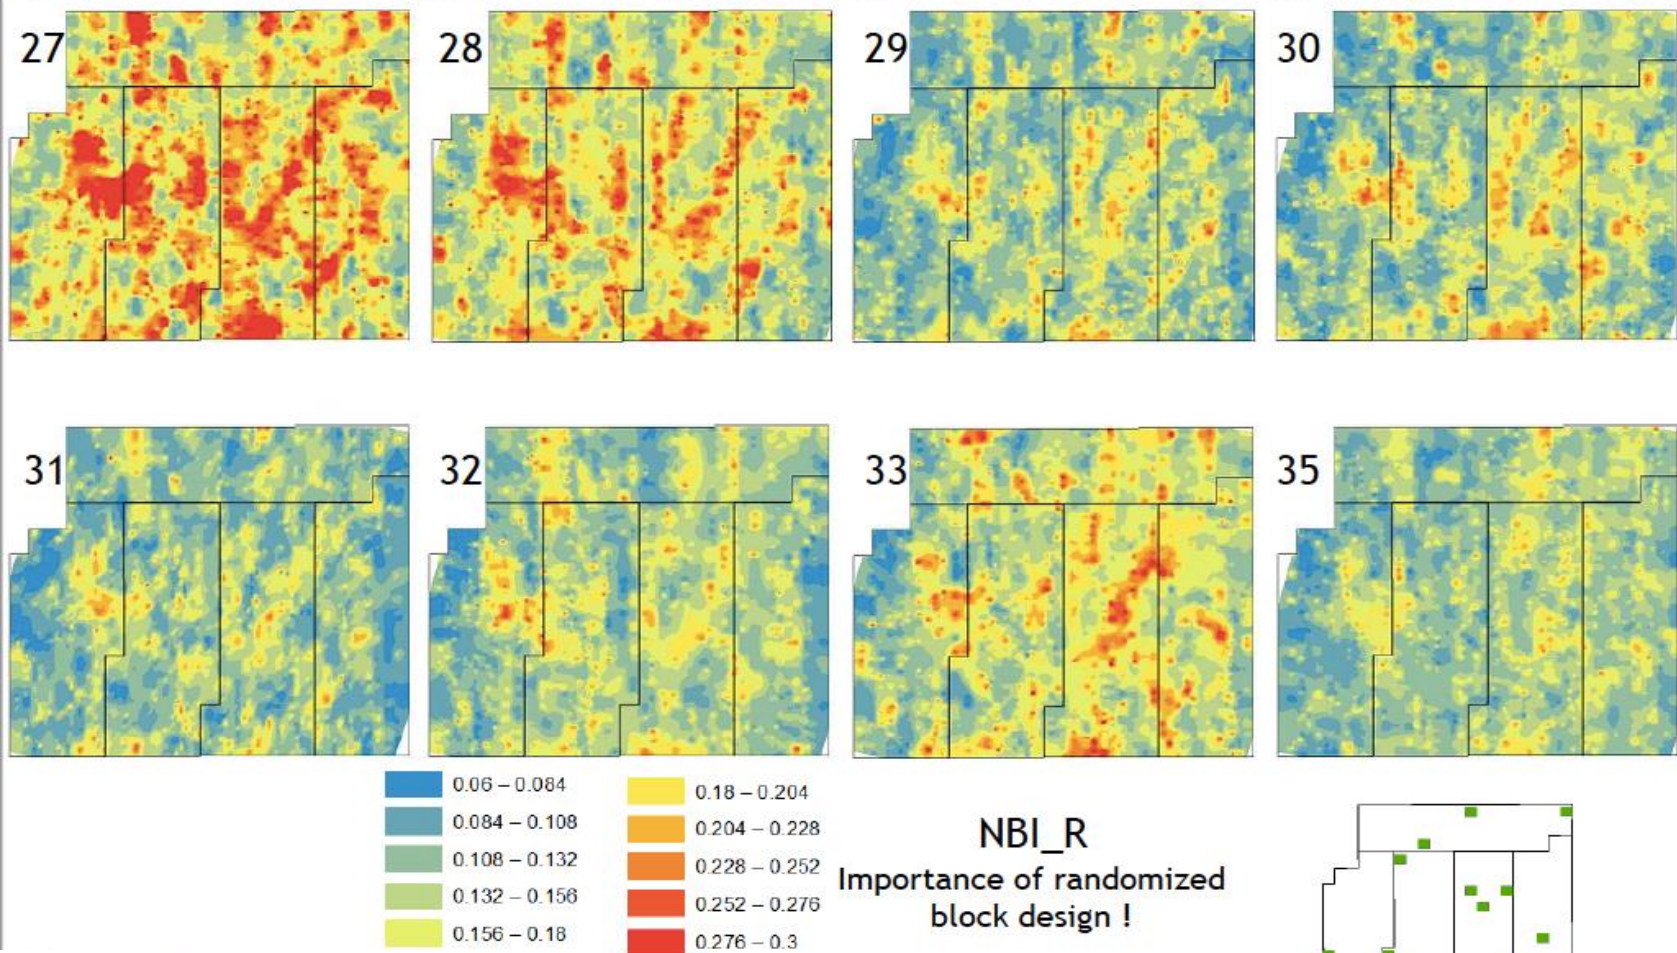 27
28
29
30
31
32
33
35
0.06 – 0.084
0.084 – 0.108
0.108 – 0.132
0.132 – 0.156
0.156 – 0.18
0.18 – 0.204
0.204 – 0.228
0.228 – 0.252
0.252 – 0.276
0.276 – 0.3
NBI_R
Importance of randomized
block design !